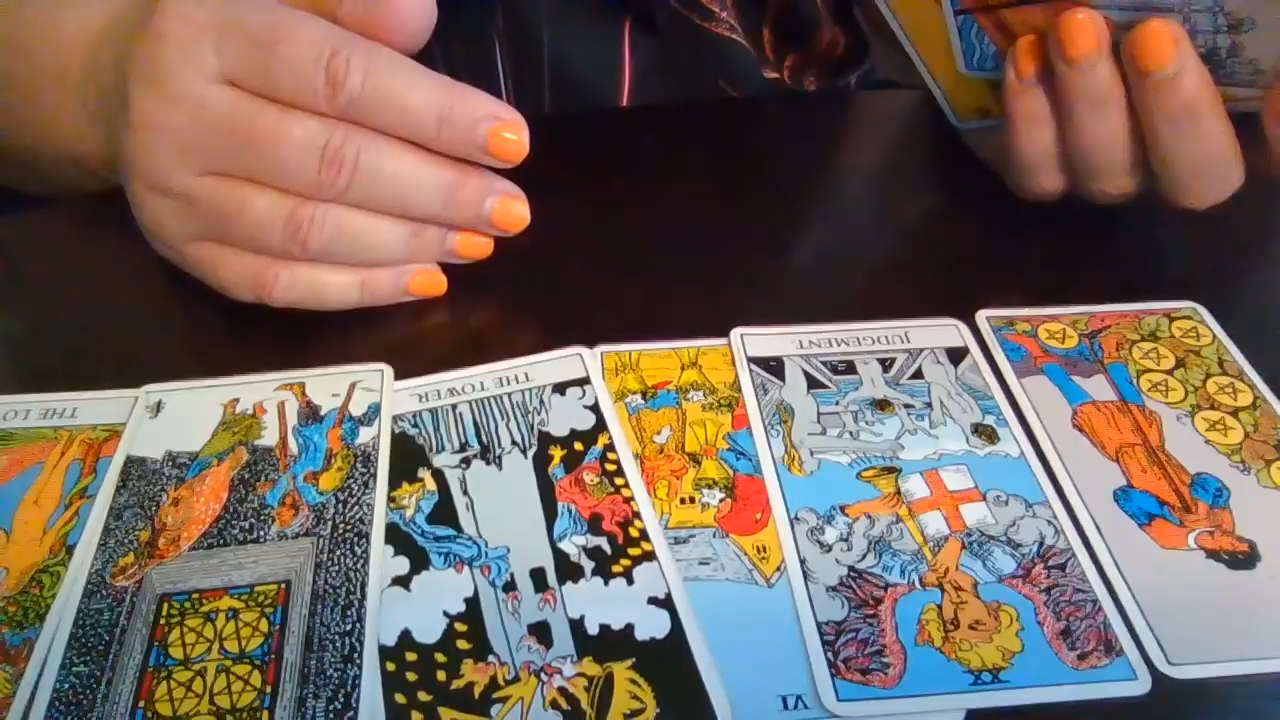 THE LO
THE TOWER.
VI
JUDGEMENT.
XX